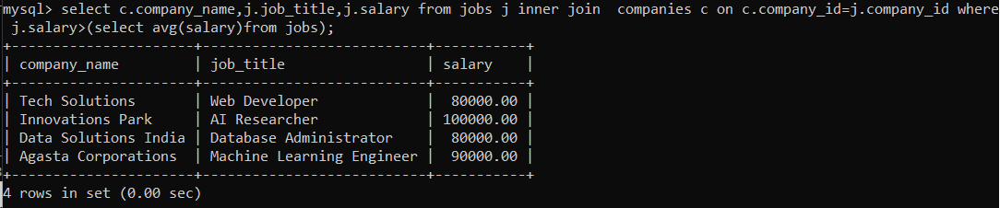 mysql> select c.company_name,j.job_title,j.salary from jobs j inner join  companies c on c.company_id=j.company_id where
 j.salary>(select avg(salary)from jobs);
+---------------------+---------------------------+-----------+
| company_name        | job_title                 | salary    |
+---------------------+---------------------------+-----------+
| Tech Solutions      | Web Developer             |  80000.00 |
| Innovations Park    | AI Researcher             | 100000.00 |
| Data Solutions India | Database Administrator    |  80000.00 |
| Agasta Corporations | Machine Learning Engineer |  90000.00 |
+---------------------+---------------------------+-----------+
4 rows in set (0.00 sec)